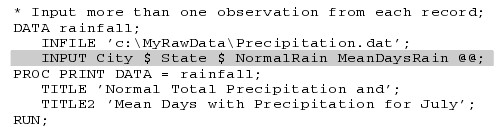 * Input more than one observation from each record;
DATA rainfall;
INFILE ’c:\MyRawData\Precipitation.dat’;
INPUT City $ State $ NormalRain MeanDaysRain @@;
PROC PRINT DATA = rainfall;
TITLE ’Normal Total Precipitation and’;
TITLE2 ’Mean Days with Precipitation for July’;
RUN;